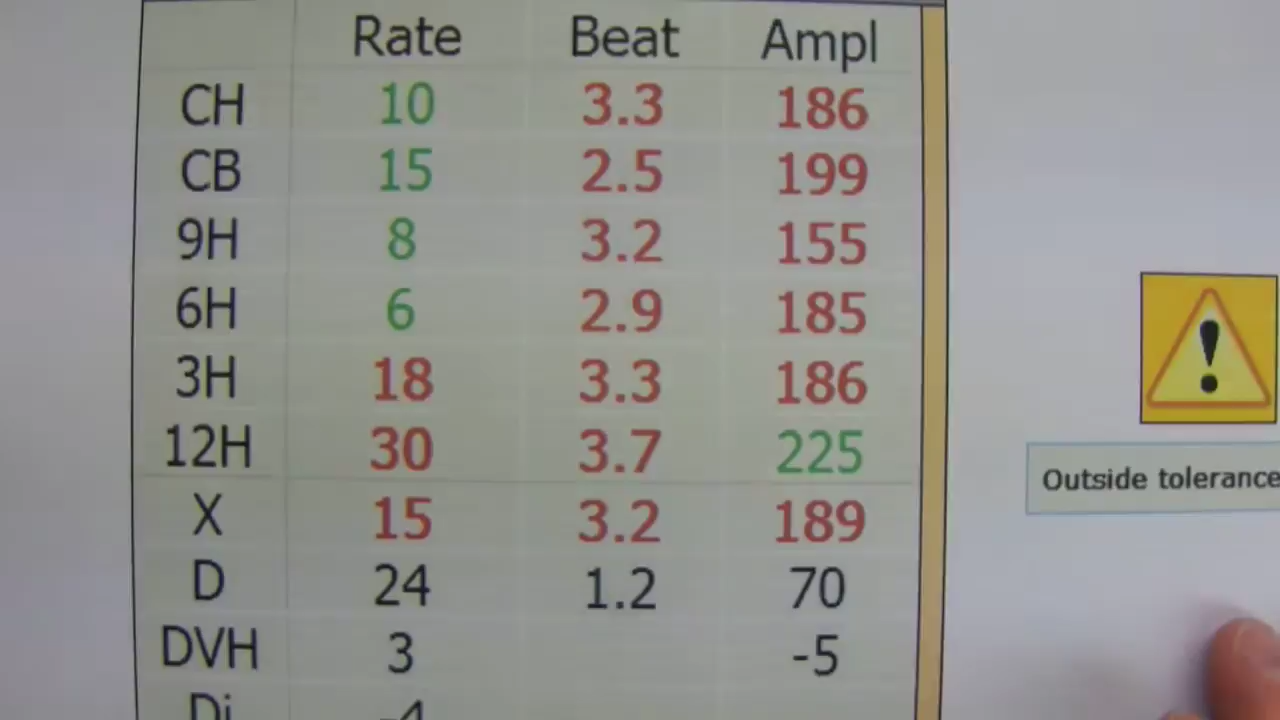 Rate Beat Ampl
CH 10 3.3 186
CB 15 2.5 199
9H 8 3.2 155
6H 6 2.9 185
3H 18 3.3 186
12H 30 3.7 225
X 15 3.2 189
D 24 1.2 70
DVH 3 -5
Di -4
Outside tolerance